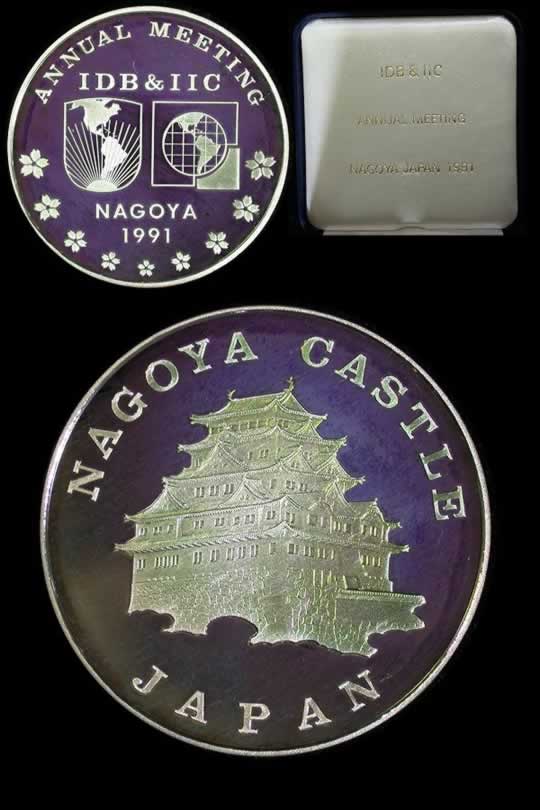 ANNUAL MEETING
IDB & IIC
NAGOYA
1991
IDB & IIC
ANNUAL MEETING
NAGOYA JAPAN 1991
NAGOYA CASTLE
JAPAN